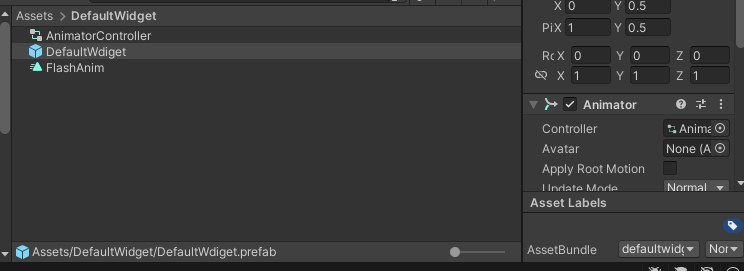 Assets > DefaultWidget
AnimatorController
DefaultWdiget
FlashAnim
Assets/DefaultWidget/DefaultWdiget.prefab
X 0 Y 0.5
Pi X 1 Y 0.5
Rc X 0 Y 0 Z 0
X 1 Y 1 Z 1
Animator
Controller Anima
Avatar None (A
Apply Root Motion
Update Mode Normal
Asset Labels
AssetBundle defaultwidg Nor